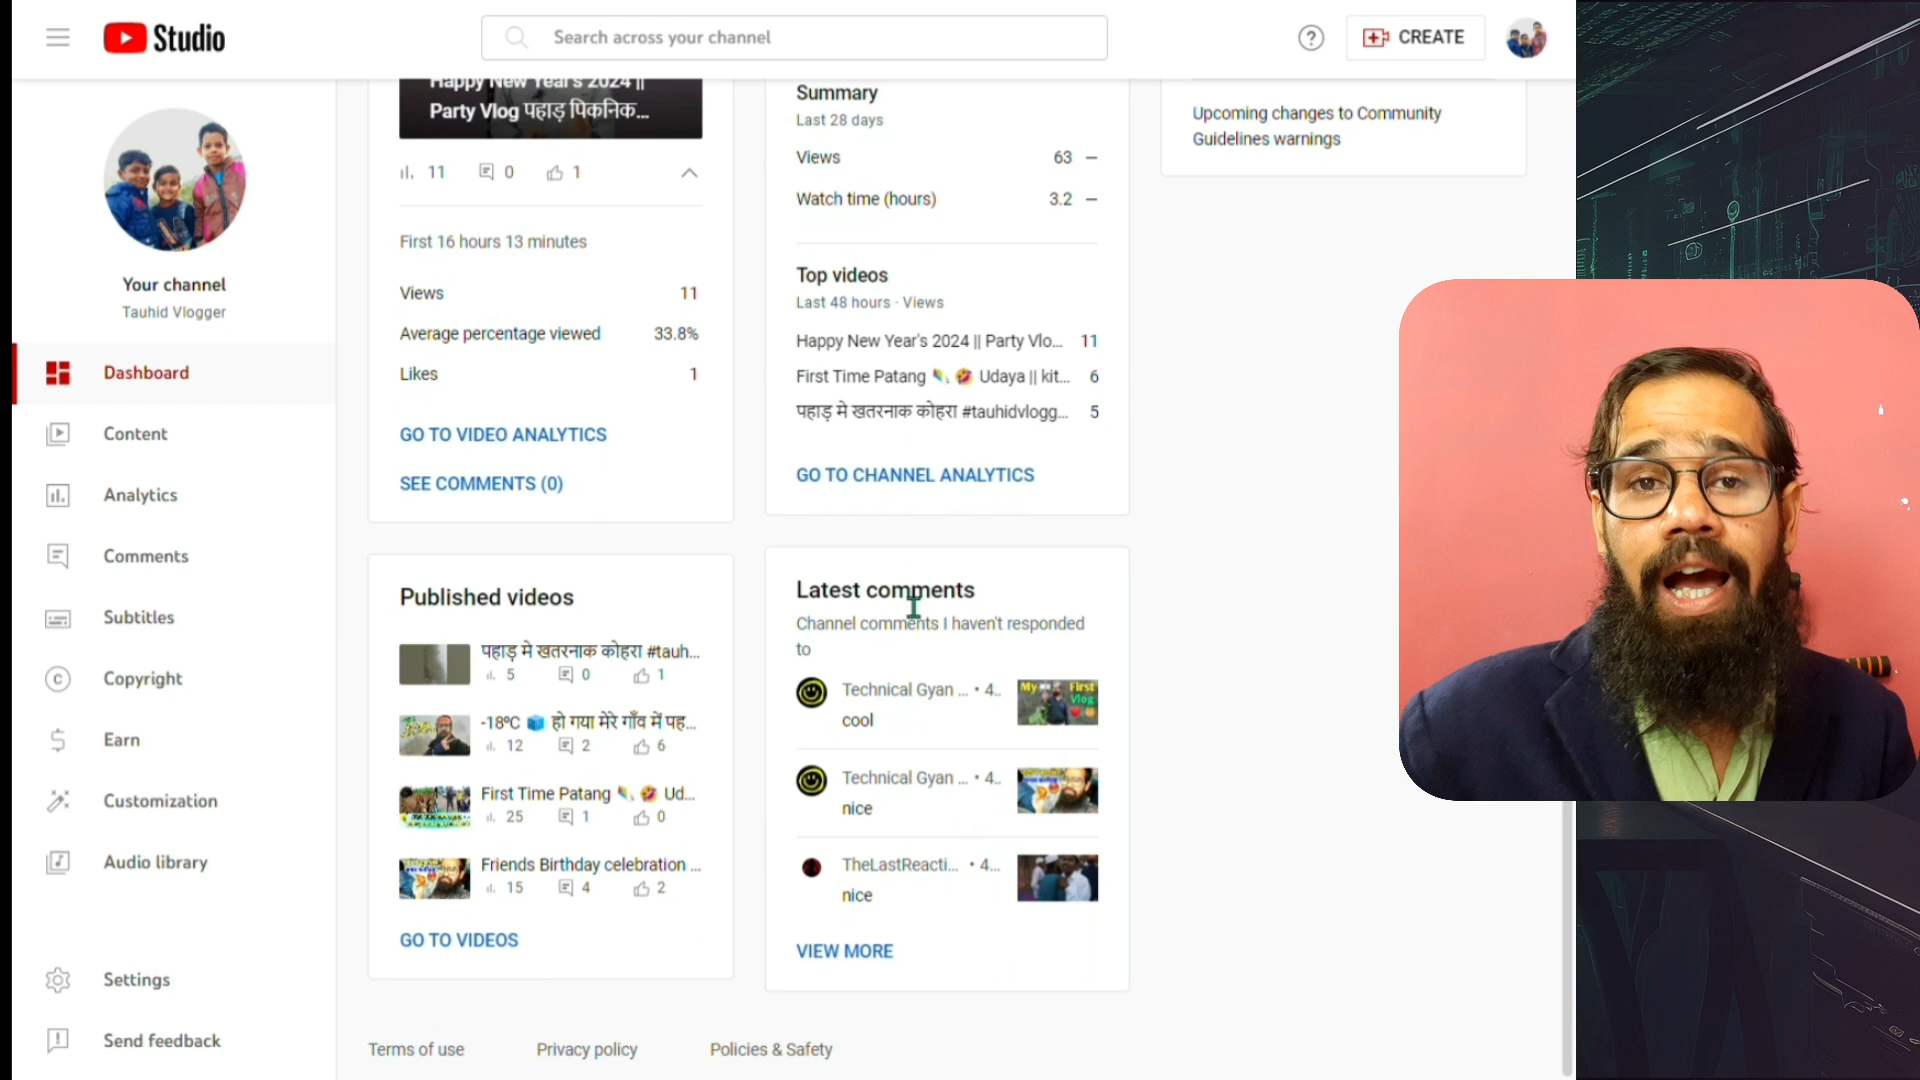 Studio
Search across your channel
CREATE
Your channel
Tauhid Vlogger
Dashboard
Content
Analytics
Comments
Subtitles
Copyright
Earn
Customization
Audio library
Settings
Send feedback
Happy New Year's 2024 ||
Party Vlog पहाड़ पिकनिक...
11 0 1
First 16 hours 13 minutes
Views 11
Average percentage viewed 33.8%
Likes 1
GO TO VIDEO ANALYTICS
SEE COMMENTS (0)
Published videos
पहाड़ मे खतरनाक कोहरा #tauh...
5 0 1
-18°C हो गया मेरे गाँव में पह...
12 2 6
First Time Patang 🪁 🤣 Ud...
25 1 0
Friends Birthday celebration ...
15 4 2
GO TO VIDEOS
Summary
Last 28 days
Views 63 —
Watch time (hours) 3.2 —
Top videos
Last 48 hours · Views
Happy New Year's 2024 || Party Vlo... 11
First Time Patang 🪁 🤣 Udaya || kit... 6
पहाड़ मे खतरनाक कोहरा #tauhidvlogg... 5
GO TO CHANNEL ANALYTICS
Latest comments
Channel comments I haven't responded
to
Technical Gyan ... • 4..
cool
My First
Vlog
Technical Gyan ... • 4..
nice
TheLastReacti... • 4...
nice
VIEW MORE
Upcoming changes to Community
Guidelines warnings
Terms of use
Privacy policy
Policies & Safety